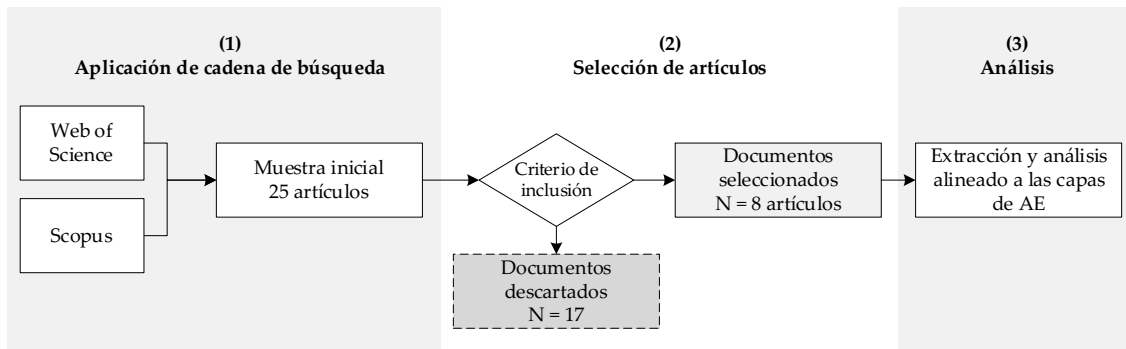 (1)
Aplicación de cadena de búsqueda
Web of
Science
Scopus
Muestra inicial
25 artículos
(2)
Selección de artículos
Criterio de
inclusión
Documentos
seleccionados
N = 8 artículos
Documentos
descartados
N = 17
(3)
Análisis
Extracción y análisis
alineado a las capas
de AE